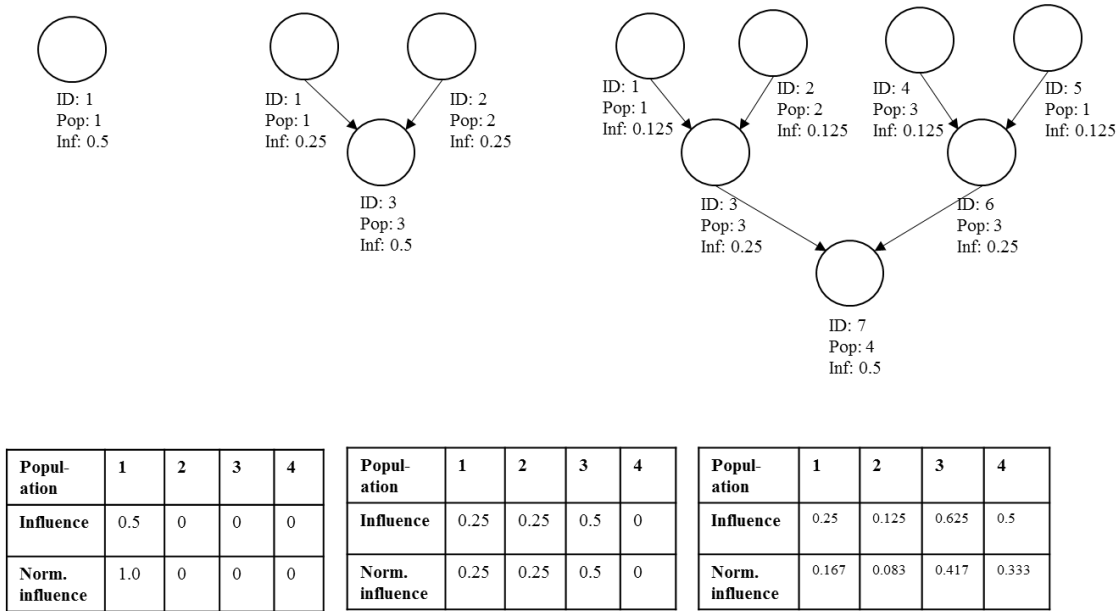 ID: 1
Pop: 1
Inf: 0.5
ID: 1
Pop: 1
Inf: 0.25
ID: 2
Pop: 2
Inf: 0.25
ID: 3
Pop: 3
Inf: 0.5
ID: 1
Pop: 1
Inf: 0.125
ID: 2
Pop: 2
Inf: 0.125
ID: 4
Pop: 3
Inf: 0.125
ID: 5
Pop: 1
Inf: 0.125
ID: 3
Pop: 3
Inf: 0.25
ID: 6
Pop: 3
Inf: 0.25
ID: 7
Pop: 4
Inf: 0.5
Popul- 1 2 3 4
ation
Influence 0.5 0 0 0
Norm. 1.0 0 0 0
influence
Popul- 1 2 3 4
ation
Influence 0.25 0.25 0.5 0
Norm. 0.25 0.25 0.5 0
influence
Popul- 1 2 3 4
ation
Influence 0.25 0.125 0.625 0.5
Norm. 0.167 0.083 0.417 0.333
influence